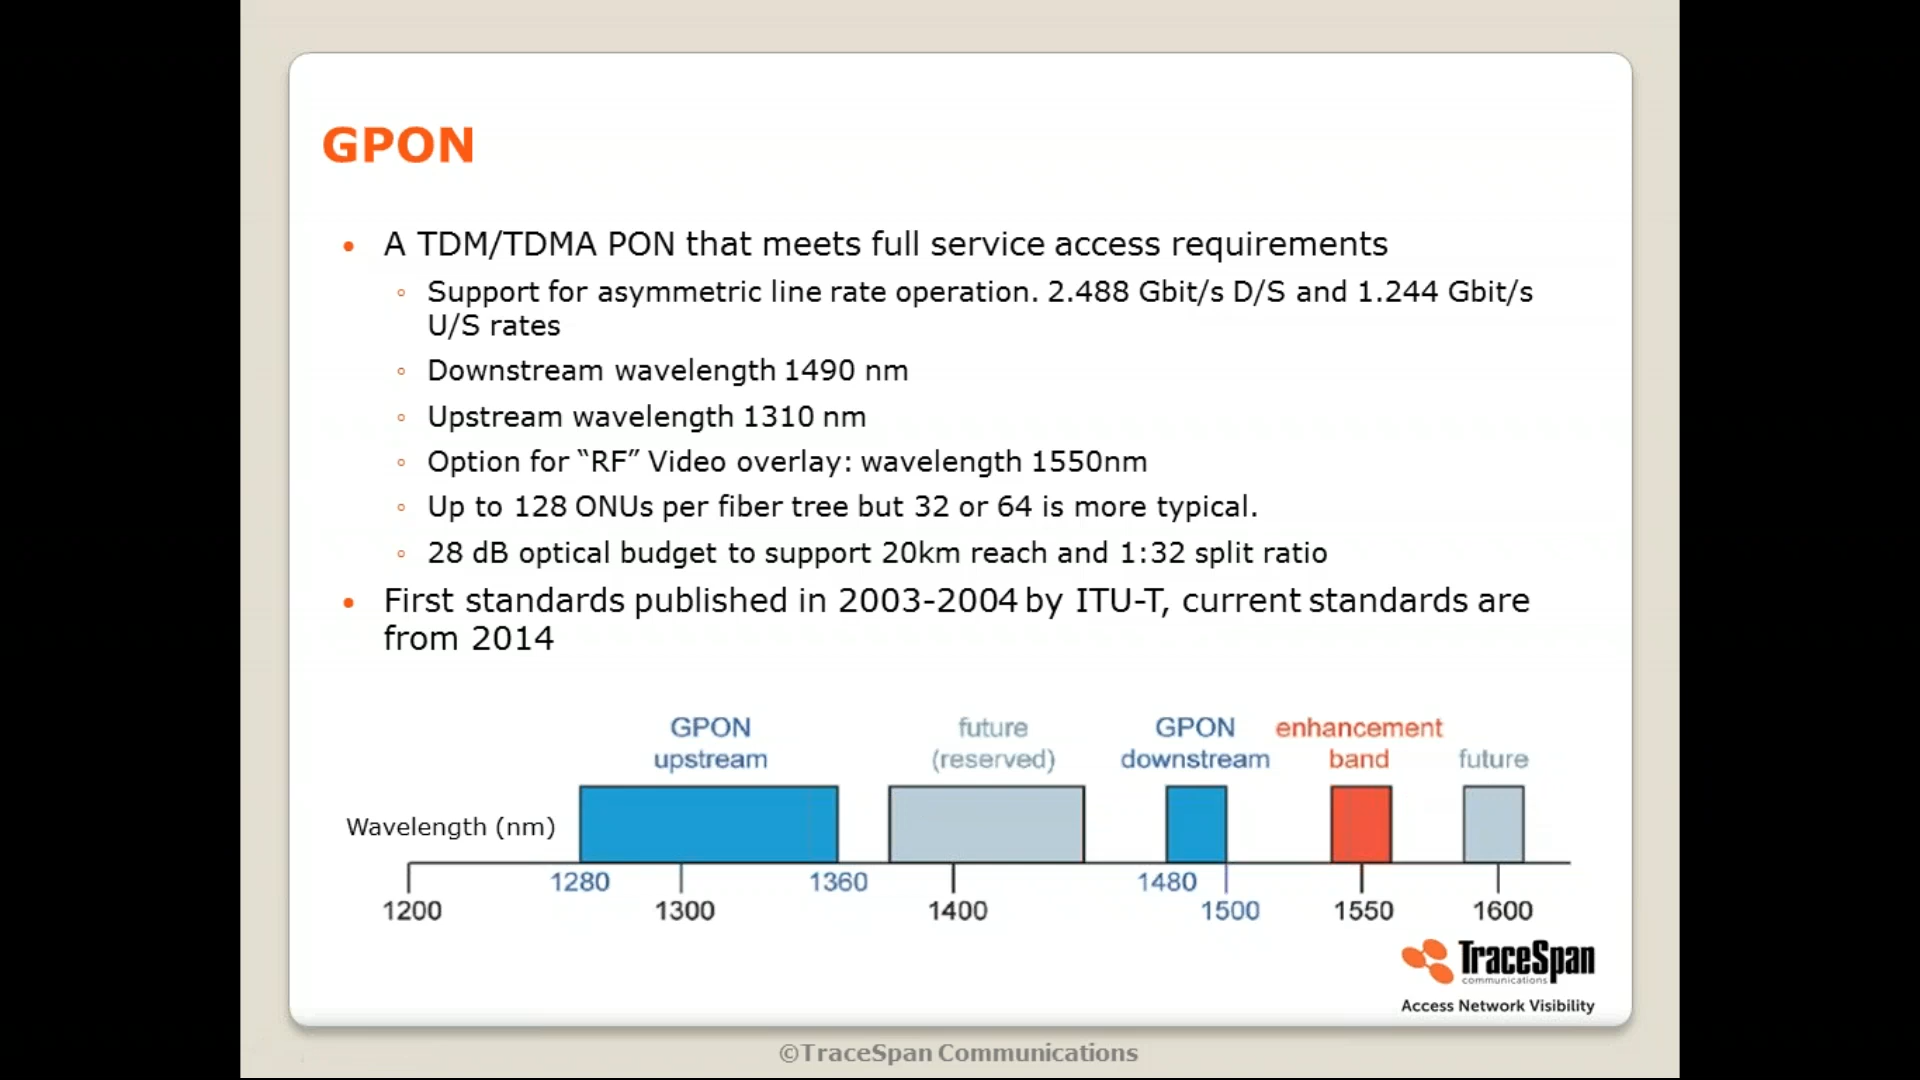 GPON
• A TDM/TDMA PON that meets full service access requirements
◦ Support for asymmetric line rate operation. 2.488 Gbit/s D/S and 1.244 Gbit/s
U/S rates
◦ Downstream wavelength 1490 nm
◦ Upstream wavelength 1310 nm
◦ Option for “RF” Video overlay: wavelength 1550nm
◦ Up to 128 ONUs per fiber tree but 32 or 64 is more typical.
◦ 28 dB optical budget to support 20km reach and 1:32 split ratio
• First standards published in 2003-2004 by ITU-T, current standards are
from 2014
GPON
upstream
future
(reserved)
GPON
downstream
enhancement
band
future
Wavelength (nm)
1280
1360
1480
1200
1300
1400
1500
1550
1600
TraceSpan
communications
Access Network Visibility
©TraceSpan Communications